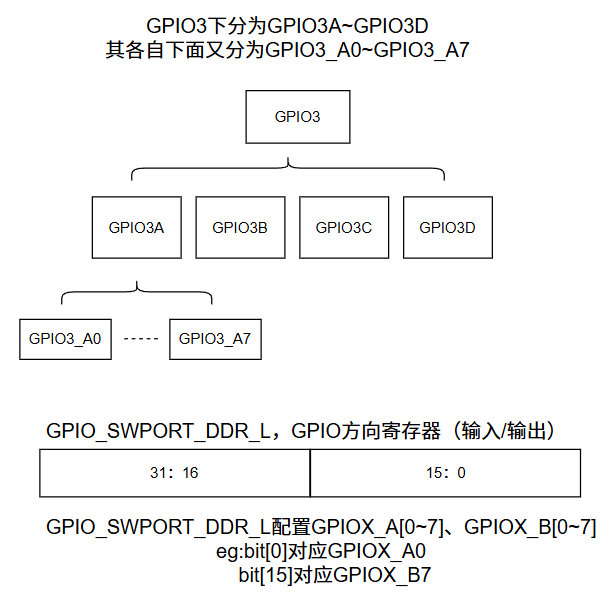 GPIO3下分为GPIO3A~GPIO3D
其各自下面又分为GPIO3_A0~GPIO3_A7
GPIO3
GPIO3A
GPIO3B
GPIO3C
GPIO3D
GPIO3_A0
GPIO3_A7
GPIO_SWPORT_DDR_L，GPIO方向寄存器（输入/输出）
31：16
15：0
GPIO_SWPORT_DDR_L配置GPIOX_A[0~7]、GPIOX_B[0~7]
eg:bit[0]对应GPIOX_A0
bit[15]对应GPIOX_B7